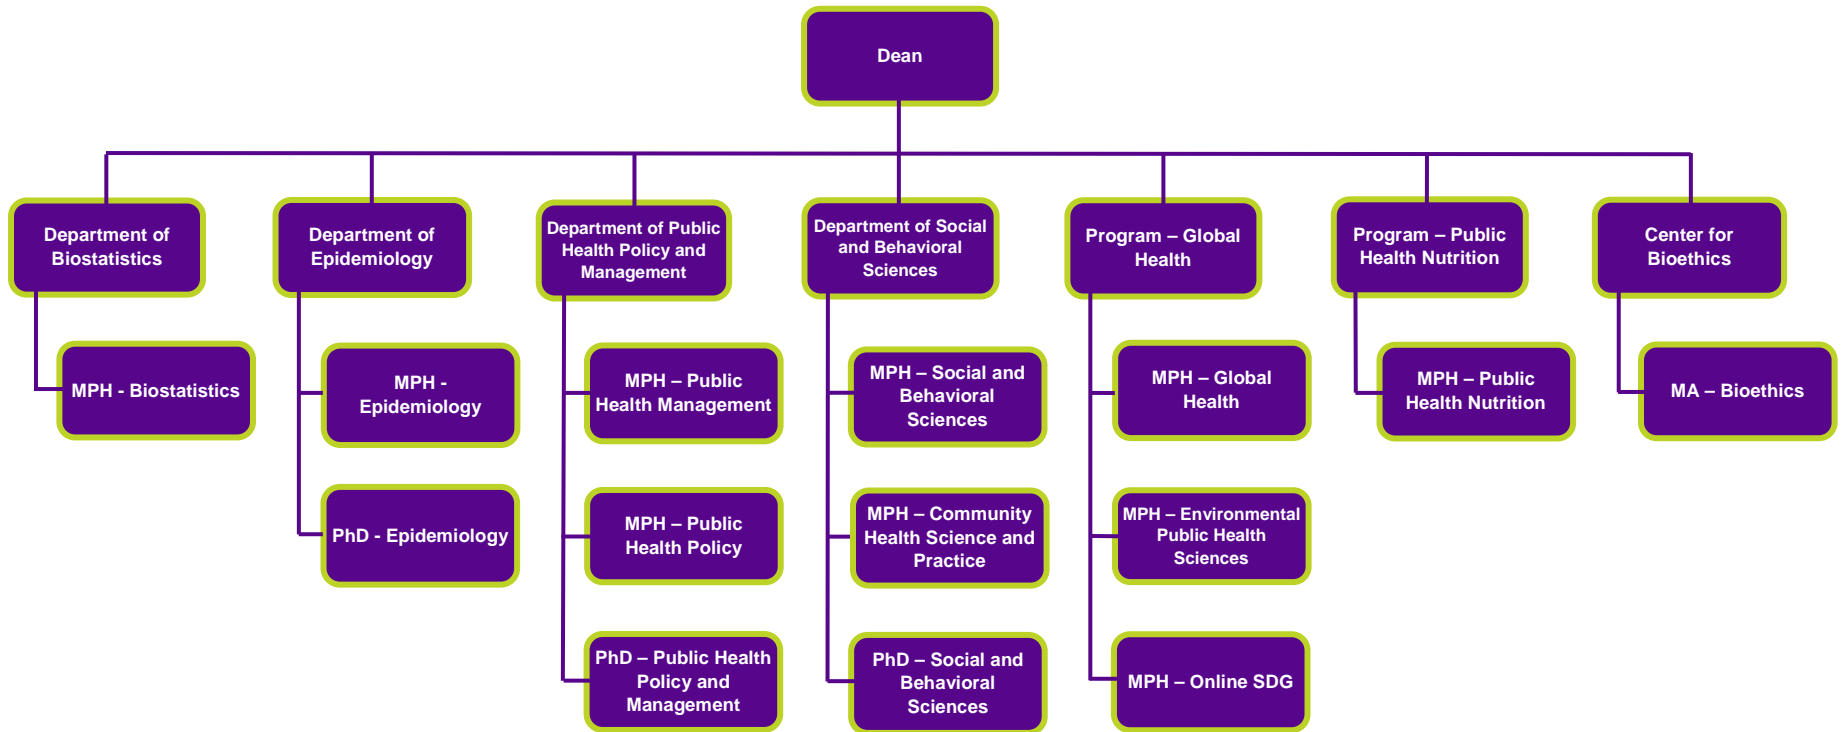 Dean
Department of
Biostatistics
Department of
Epidemiology
Department of Public
Health Policy and
Management
Department of Social
and Behavioral
Sciences
Program – Global
Health
Program – Public
Health Nutrition
Center for
Bioethics
MPH - Biostatistics
MPH -
Epidemiology
MPH – Public
Health Management
MPH – Social and
Behavioral
Sciences
MPH – Global
Health
MPH – Public
Health Nutrition
MA – Bioethics
PhD - Epidemiology
MPH – Public
Health Policy
MPH – Community
Health Science and
Practice
MPH – Environmental
Public Health
Sciences
PhD – Public Health
Policy and
Management
PhD – Social and
Behavioral
Sciences
MPH – Online SDG